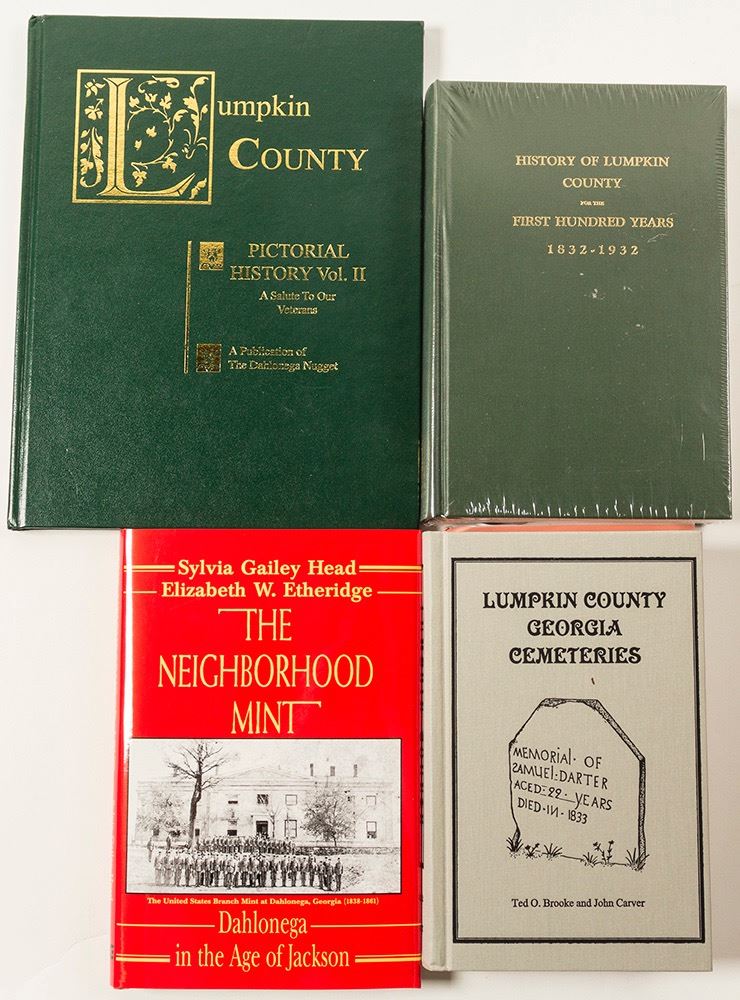 Lumpkin
COUNTY
PICTORIAL
HISTORY Vol. II
A Salute To Our
Veterans
A Publication of
The Dahlonega Nugget
HISTORY OF LUMPKIN
COUNTY
FOR THE
FIRST HUNDRED YEARS
1832-1932
Sylvia Gailey Head
Elizabeth W. Etheridge
THE
NEIGHBORHOOD
MINT
The United States Branch Mint at Dahlonega, Georgia (1838-1861)
Dahlonega
in the Age of Jackson
LUMPKIN COUNTY
GEORGIA
CEMETERIES
MEMORIAL · OF
SAMUEL: DARTER
ACED=22- YEARS
DIED-IN-1833
Ted O. Brooke and John Carver